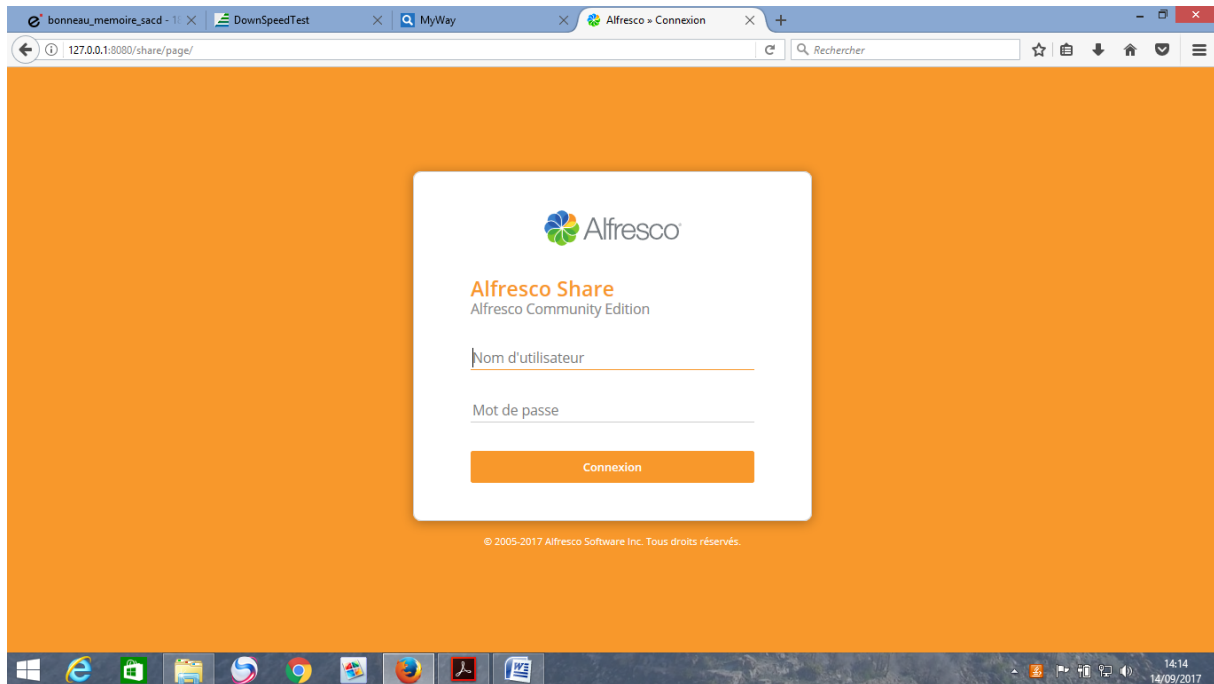 bonneau_memoire_sacd - 1
DownSpeedTest
MyWay
Alfresco » Connexion
127.0.0.1:8080/share/page/
Rechercher
Alfresco
Alfresco Share
Alfresco Community Edition
Nom d'utilisateur
Mot de passe
Connexion
© 2005-2017 Alfresco Software Inc. Tous droits réservés.
14:14
14/09/2017